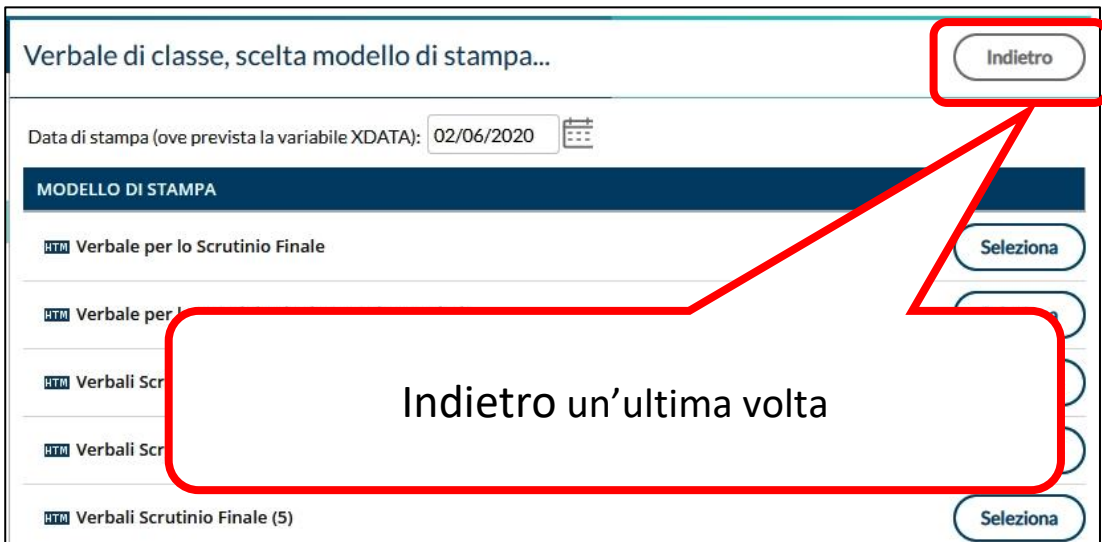 Verbale di classe, scelta modello di stampa...
Indietro
Data di stampa (ove prevista la variabile XDATA): 02/06/2020
MODELLO DI STAMPA
HTM Verbale per lo Scrutinio Finale
Seleziona
HTM Verbale per
HTM Verbali Scr
Indietro un’ultima volta
HTM Verbali Scr
HTM Verbali Scrutinio Finale (5)
Seleziona